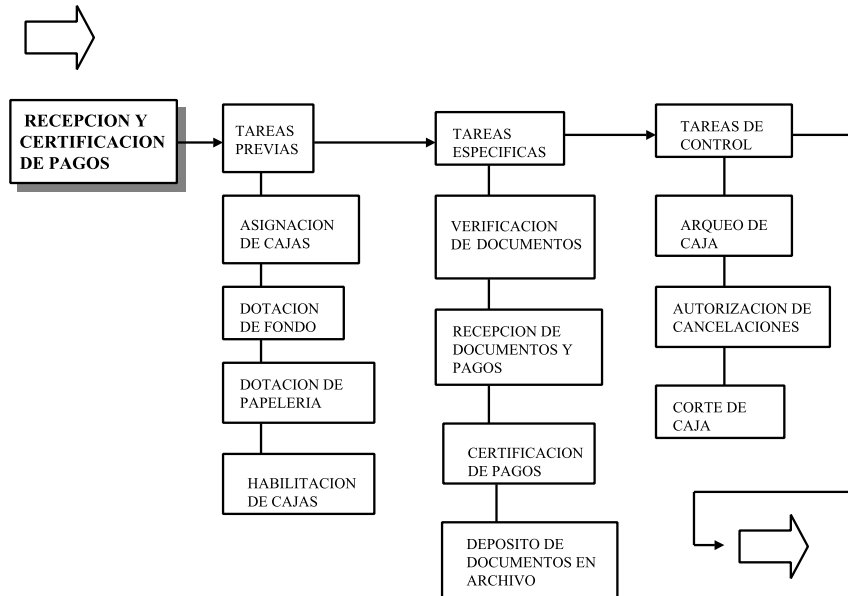 RECEPCION Y
CERTIFICACION
DE PAGOS
TAREAS
PREVIAS
ASIGNACION
DE CAJAS
DOTACION
DE FONDO
DOTACION DE
PAPELERIA
HABILITACION
DE CAJAS
TAREAS
ESPECIFICAS
VERIFICACION
DE DOCUMENTOS
RECEPCION DE
DOCUMENTOS Y
PAGOS
CERTIFICACION
DE PAGOS
DEPOSITO DE
DOCUMENTOS EN
ARCHIVO
TAREAS DE
CONTROL
ARQUEO DE
CAJA
AUTORIZACION DE
CANCELACIONES
CORTE DE
CAJA